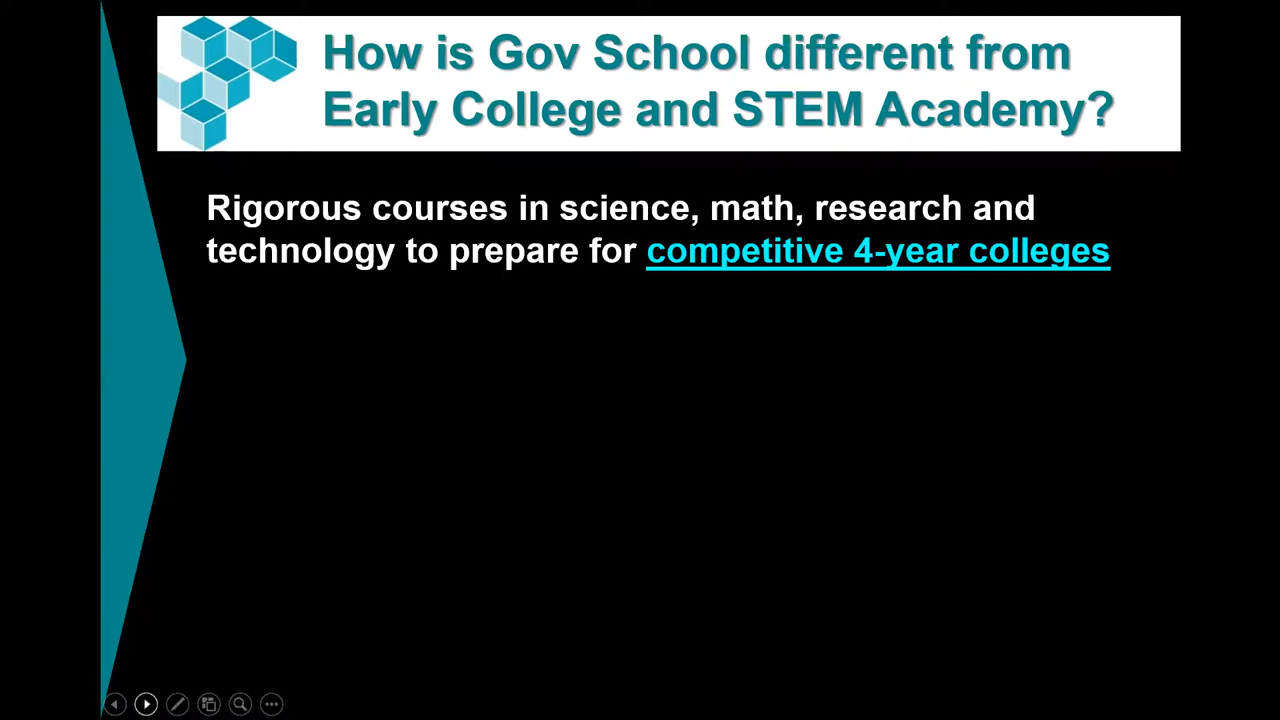 How is Gov School different from
Early College and STEM Academy?
Rigorous courses in science, math, research and
technology to prepare for competitive 4-year colleges